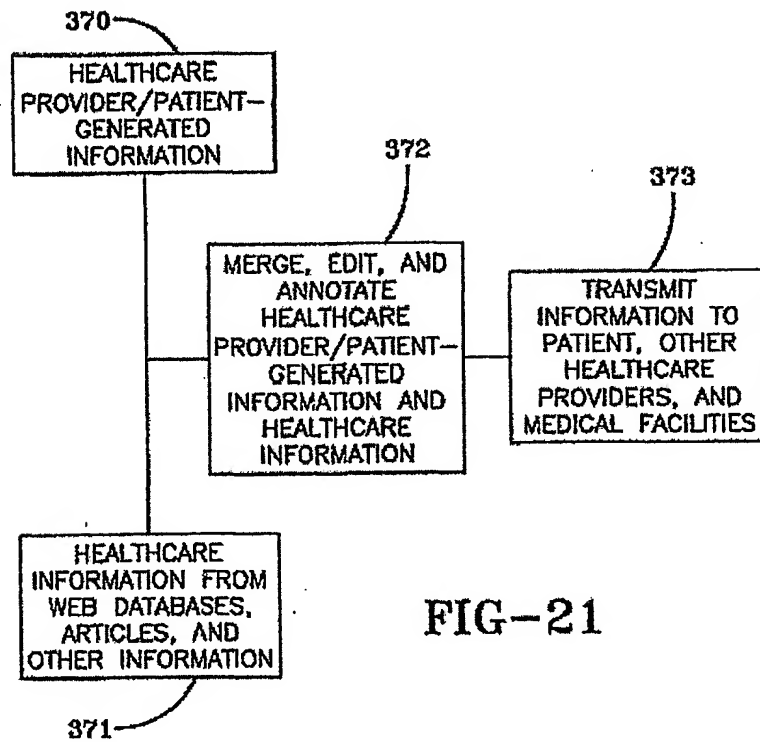 370
HEALTHCARE
PROVIDER/PATIENT-
GENERATED
INFORMATION
372
MERGE, EDIT, AND
ANNOTATE
HEALTHCARE
PROVIDER/PATIENT-
GENERATED
INFORMATION AND
HEALTHCARE
INFORMATION
373
TRANSMIT
INFORMATION TO
PATIENT, OTHER
HEALTHCARE
PROVIDERS, AND
MEDICAL FACILITIES
HEALTHCARE
INFORMATION FROM
WEB DATABASES,
ARTICLES, AND
OTHER INFORMATION
371
FIG-21